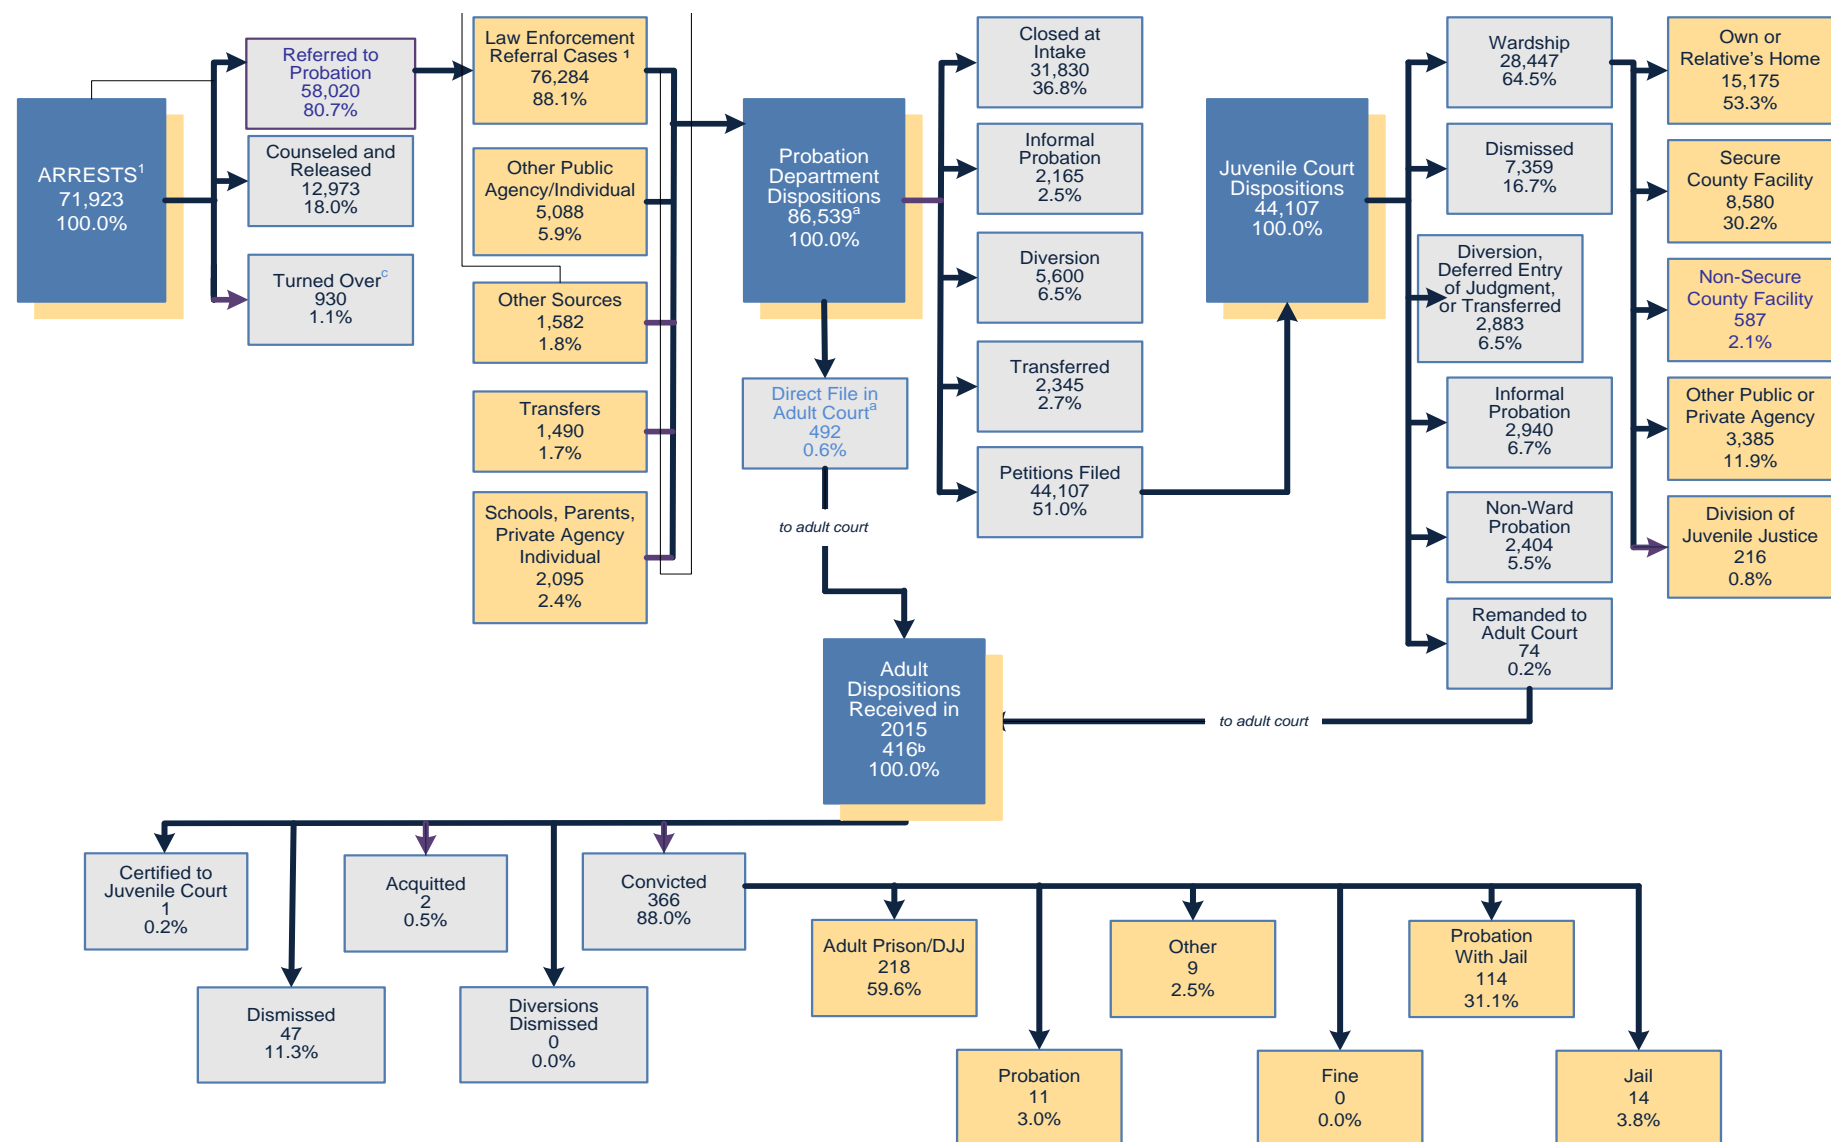 ARRESTS¹
71,923
100.0%
Referred to
Probation
58,020
80.7%
Counseled and
Released
12,973
18.0%
Turned Overᶜ
930
1.1%
Law Enforcement
Referral Cases ¹
76,284
88.1%
Other Public
Agency/Individual
5,088
5.9%
Other Sources
1,582
1.8%
Transfers
1,490
1.7%
Schools, Parents,
Private Agency
Individual
2,095
2.4%
Probation
Department
Dispositions
86,539ᵃ
100.0%
Direct File in
Adult Courtᵃ
492
0.6%
to adult court
Closed at
Intake
31,830
36.8%
Informal
Probation
2,165
2.5%
Diversion
5,600
6.5%
Transferred
2,345
2.7%
Petitions Filed
44,107
51.0%
Juvenile Court
Dispositions
44,107
100.0%
Wardship
28,447
64.5%
Dismissed
7,359
16.7%
Diversion,
Deferred Entry
of Judgment,
or Transferred
2,883
6.5%
Informal
Probation
2,940
6.7%
Non-Ward
Probation
2,404
5.5%
Remanded to
Adult Court
74
0.2%
Own or
Relative's Home
15,175
53.3%
Secure
County Facility
8,580
30.2%
Non-Secure
County Facility
587
2.1%
Other Public or
Private Agency
3,385
11.9%
Division of
Juvenile Justice
216
0.8%
to adult court
Adult
Dispositions
Received in
2015
416ᵇ
100.0%
Certified to
Juvenile Court
1
0.2%
Dismissed
47
11.3%
Acquitted
2
0.5%
Diversions
Dismissed
0
0.0%
Convicted
366
88.0%
Adult Prison/DJJ
218
59.6%
Probation
11
3.0%
Other
9
2.5%
Fine
0
0.0%
Probation
With Jail
114
31.1%
Jail
14
3.8%